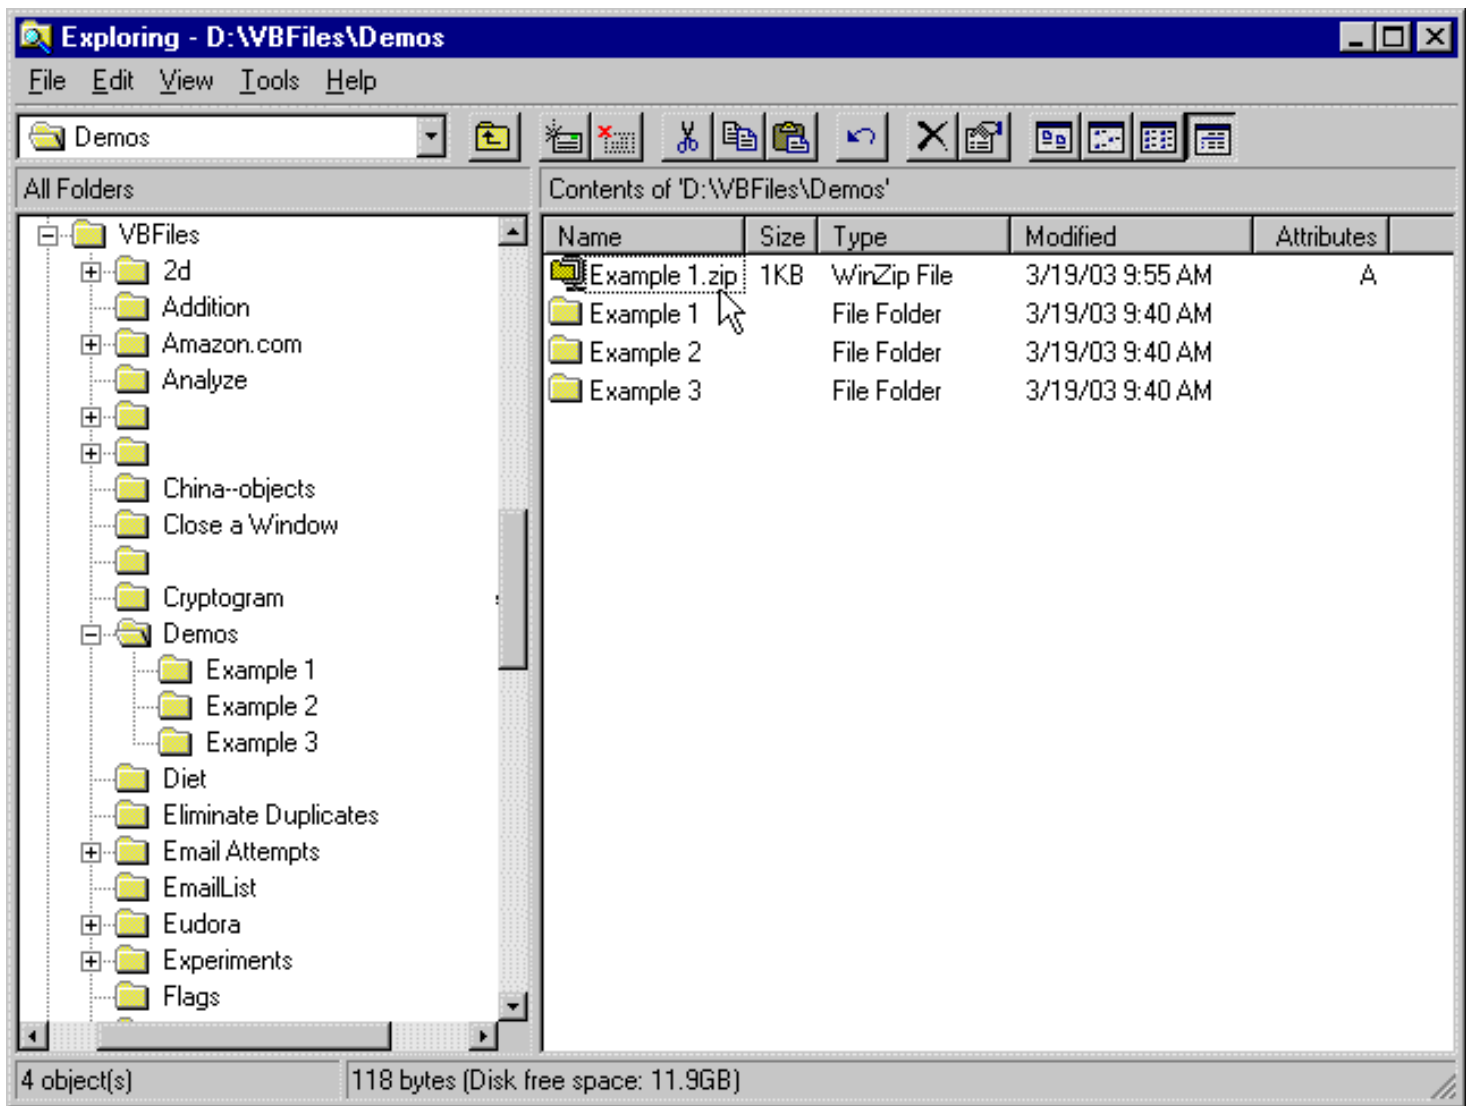 Exploring - D:\VBFiles\Demos
File Edit View Tools Help
Demos
All Folders
Contents of 'D:\VBFiles\Demos'
VBFiles
2d
Addition
Amazon.com
Analyze
China--objects
Close a Window
Cryptogram
Demos
Example 1
Example 2
Example 3
Diet
Eliminate Duplicates
Email Attempts
EmailList
Eudora
Experiments
Flags
Name Size Type Modified Attributes
Example 1.zip 1KB WinZip File 3/19/03 9:55 AM A
Example 1 File Folder 3/19/03 9:40 AM
Example 2 File Folder 3/19/03 9:40 AM
Example 3 File Folder 3/19/03 9:40 AM
4 object(s) 118 bytes (Disk free space: 11.9GB)